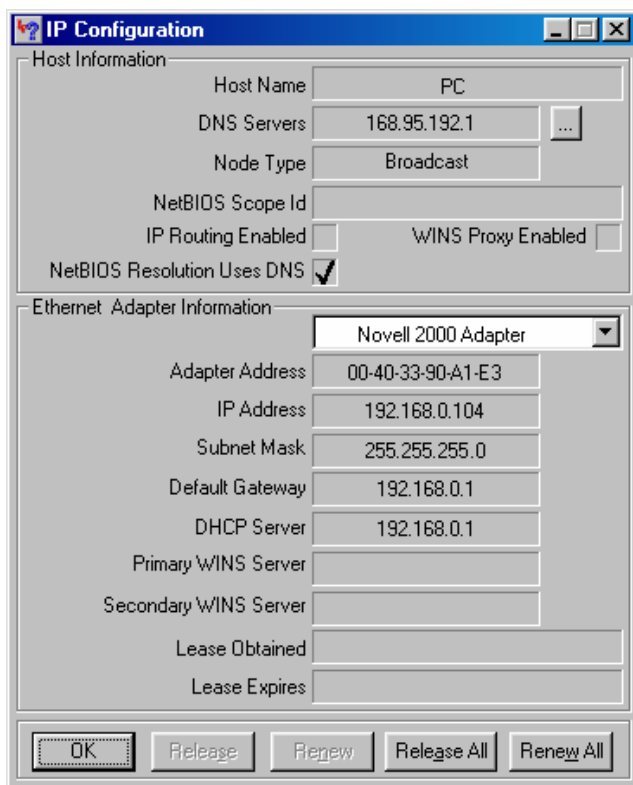 IP Configuration
Host Information
Host Name PC
DNS Servers 168.95.192.1 ...
Node Type Broadcast
NetBIOS Scope Id
IP Routing Enabled WINS Proxy Enabled
NetBIOS Resolution Uses DNS
Ethernet Adapter Information
Novell 2000 Adapter
Adapter Address 00-40-33-90-A1-E3
IP Address 192.168.0.104
Subnet Mask 255.255.255.0
Default Gateway 192.168.0.1
DHCP Server 192.168.0.1
Primary WINS Server
Secondary WINS Server
Lease Obtained
Lease Expires
OK Release Renew Release All Renew All